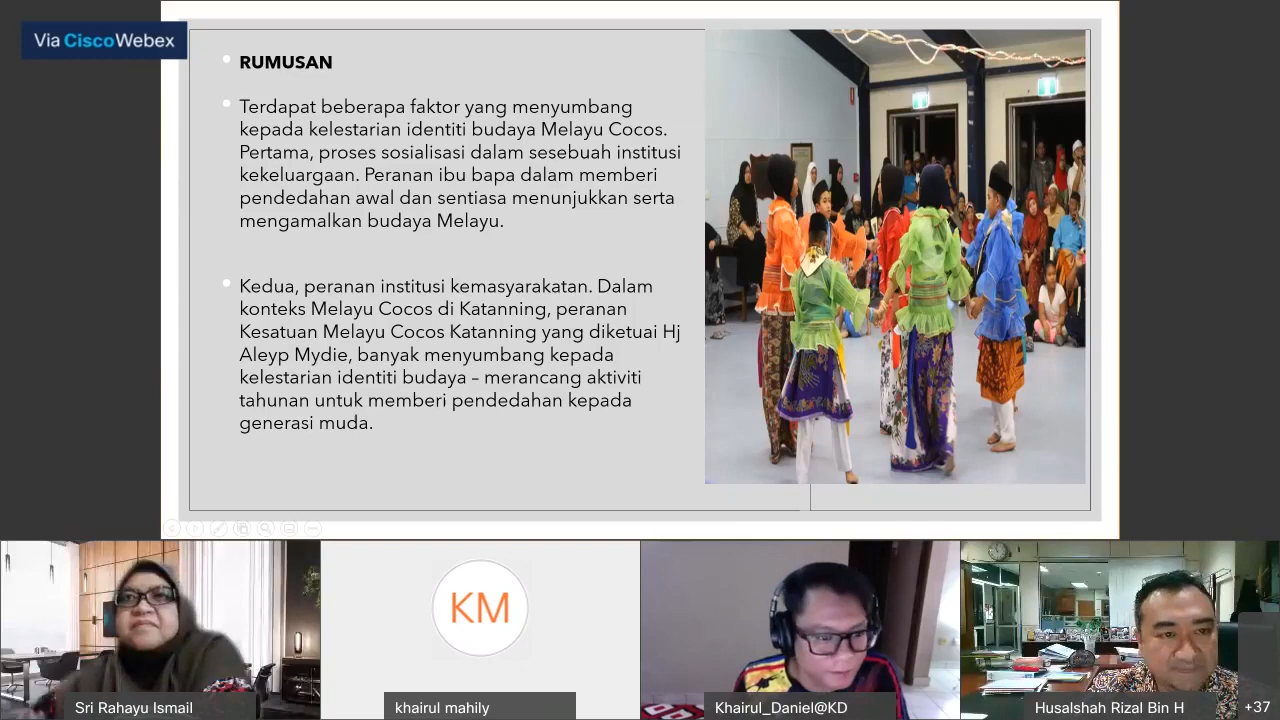 Via Cisco Webex
RUMUSAN
Terdapat beberapa faktor yang menyumbang
kepada kelestarian identiti budaya Melayu Cocos.
Pertama, proses sosialisasi dalam sesebuah institusi
kekeluargaan. Peranan ibu bapa dalam memberi
pendedahan awal dan sentiasa menunjukkan serta
mengamalkan budaya Melayu.
Kedua, peranan institusi kemasyarakatan. Dalam
konteks Melayu Cocos di Katanning, peranan
Kesatuan Melayu Cocos Katanning yang diketuai Hj
Aleyp Mydie, banyak menyumbang kepada
kelestarian identiti budaya – merancang aktiviti
tahunan untuk memberi pendedahan kepada
generasi muda.
KM
Sri Rahayu Ismail
khairul mahily
Khairul_Daniel@KD
Husalshah Rizal Bin H
+37